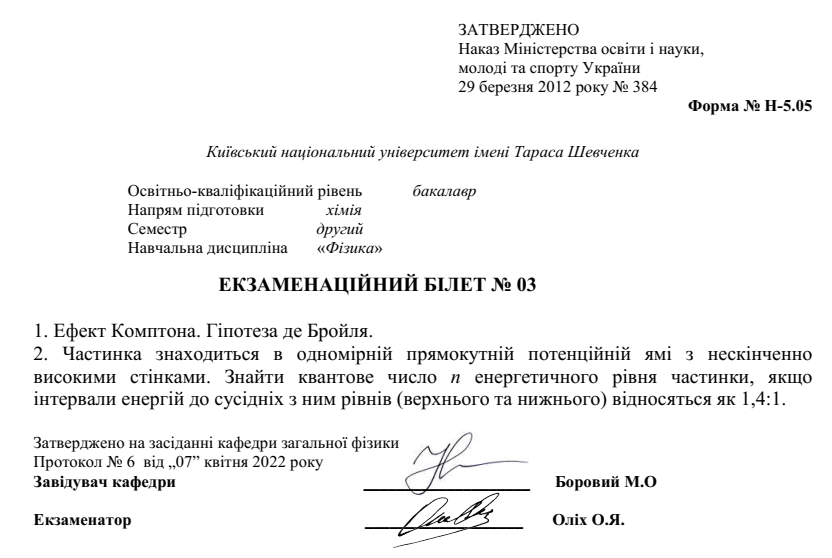 ЗАТВЕРДЖЕНО
Наказ Міністерства освіти і науки,
молоді та спорту України
29 березня 2012 року № 384
Форма № Н-5.05
Київський національний університет імені Тараса Шевченка
Освітньо-кваліфікаційний рівень бакалавр
Напрям підготовки хімія
Семестр другий
Навчальна дисципліна «Фізика»
ЕКЗАМЕНАЦІЙНИЙ БІЛЕТ № 03
1. Ефект Комптона. Гіпотеза де Бройля.
2. Частинка знаходиться в одномірній прямокутній потенційній ямі з нескінченно
високими стінками. Знайти квантове число n енергетичного рівня частинки, якщо
інтервали енергій до сусідніх з ним рівнів (верхнього та нижнього) відносяться як 1,4:1.
Затверджено на засіданні кафедри загальної фізики
Протокол № 6 від „07” квітня 2022 року
Завідувач кафедри Боровий М.О
Екзаменатор Оліх О.Я.